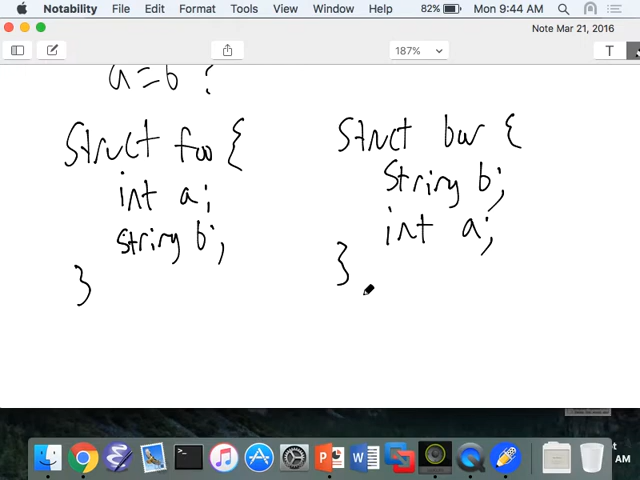 Notability File Edit Format Tools View Window Help 82% Mon 9:44 AM
Note Mar 21, 2016
187% T
a = b ?
Struct foo { Struct bar {
int a; String b;
string b; int a;
} }